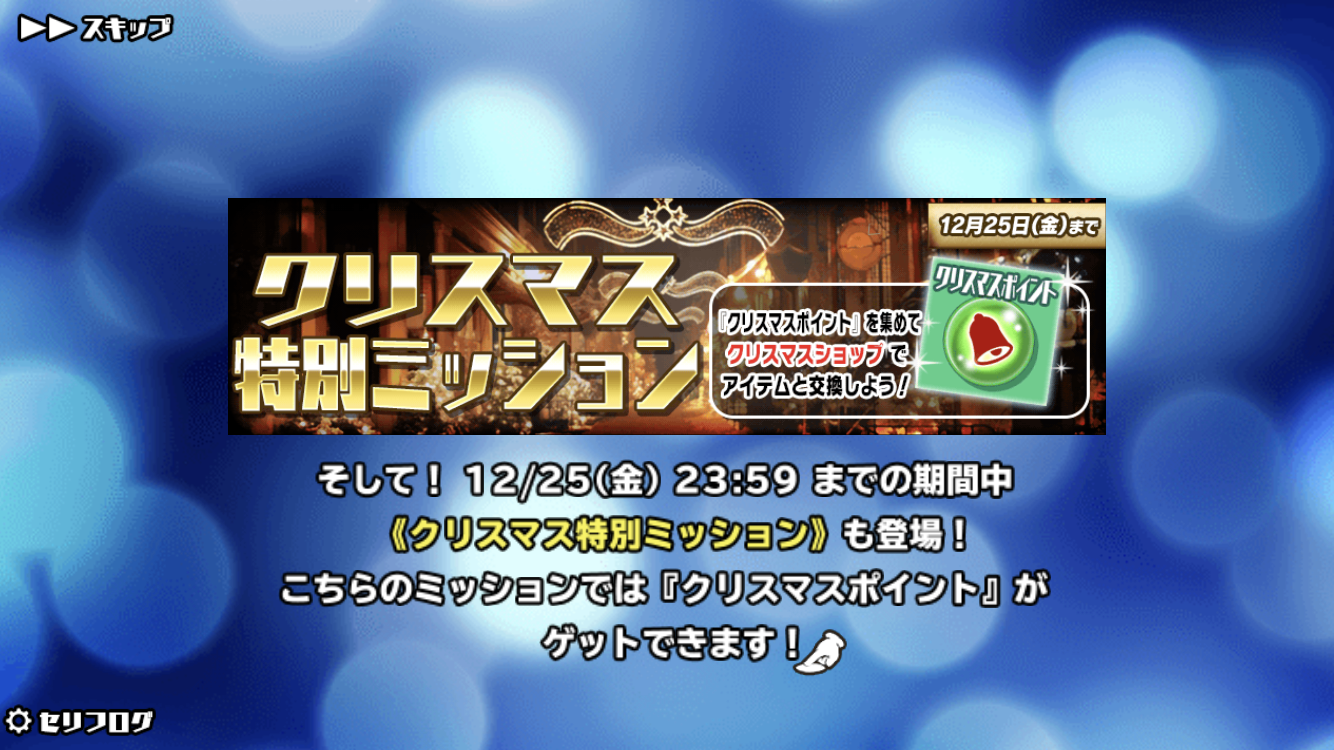 スキップ
12月25日(金)まで
クリスマス
特別ミッション
クリスマスポイント
『クリスマスポイント』を集めて
クリスマスショップで
アイテムと交換しよう!
そして! 12/25(金) 23:59 までの期間中
《クリスマス特別ミッション》も登場!
こちらのミッションでは『クリスマスポイント』が
ゲットできます!
セリフログ